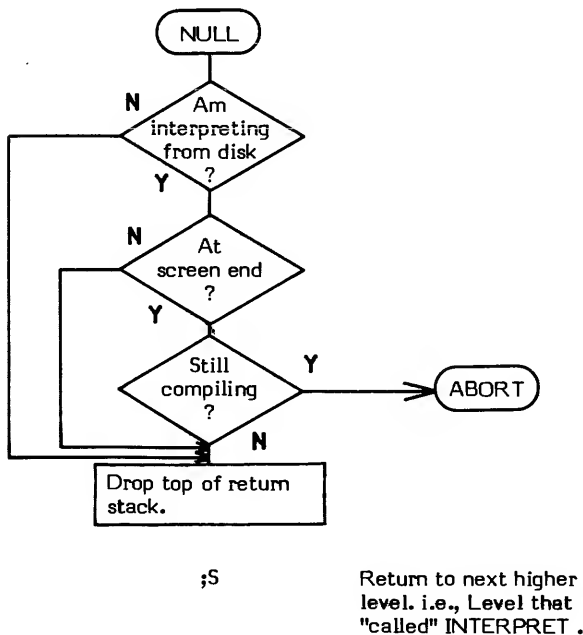 NULL
N
Am
interpreting
from disk
?
Y
N
At
screen end
?
Y
Still
compiling
?
Y
ABORT
N
Drop top of return
stack.
;S
Return to next higher
level. i.e., Level that
"called" INTERPRET .